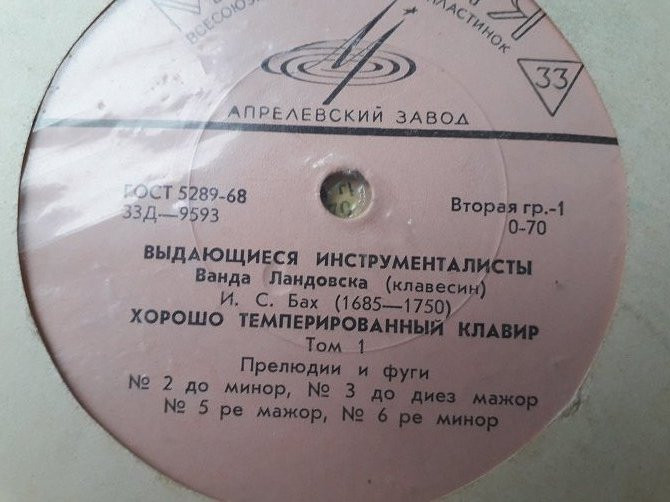 ВСЕСОЮЗ
ПЛАСТИНОК
33
АПРЕЛЕВСКИЙ ЗАВОД
ГОСТ 5289-68
33Д—9593
Вторая гр.-1
0-70
ВЫДАЮЩИЕСЯ ИНСТРУМЕНТАЛИСТЫ
Ванда Ландовска (клавесин)
И. С. Бах (1685—1750)
ХОРОШО ТЕМПЕРИРОВАННЫЙ КЛАВИР
Том 1
Прелюдии и фуги
№ 2 до минор, № 3 до диез мажор
№ 5 ре мажор, № 6 ре минор